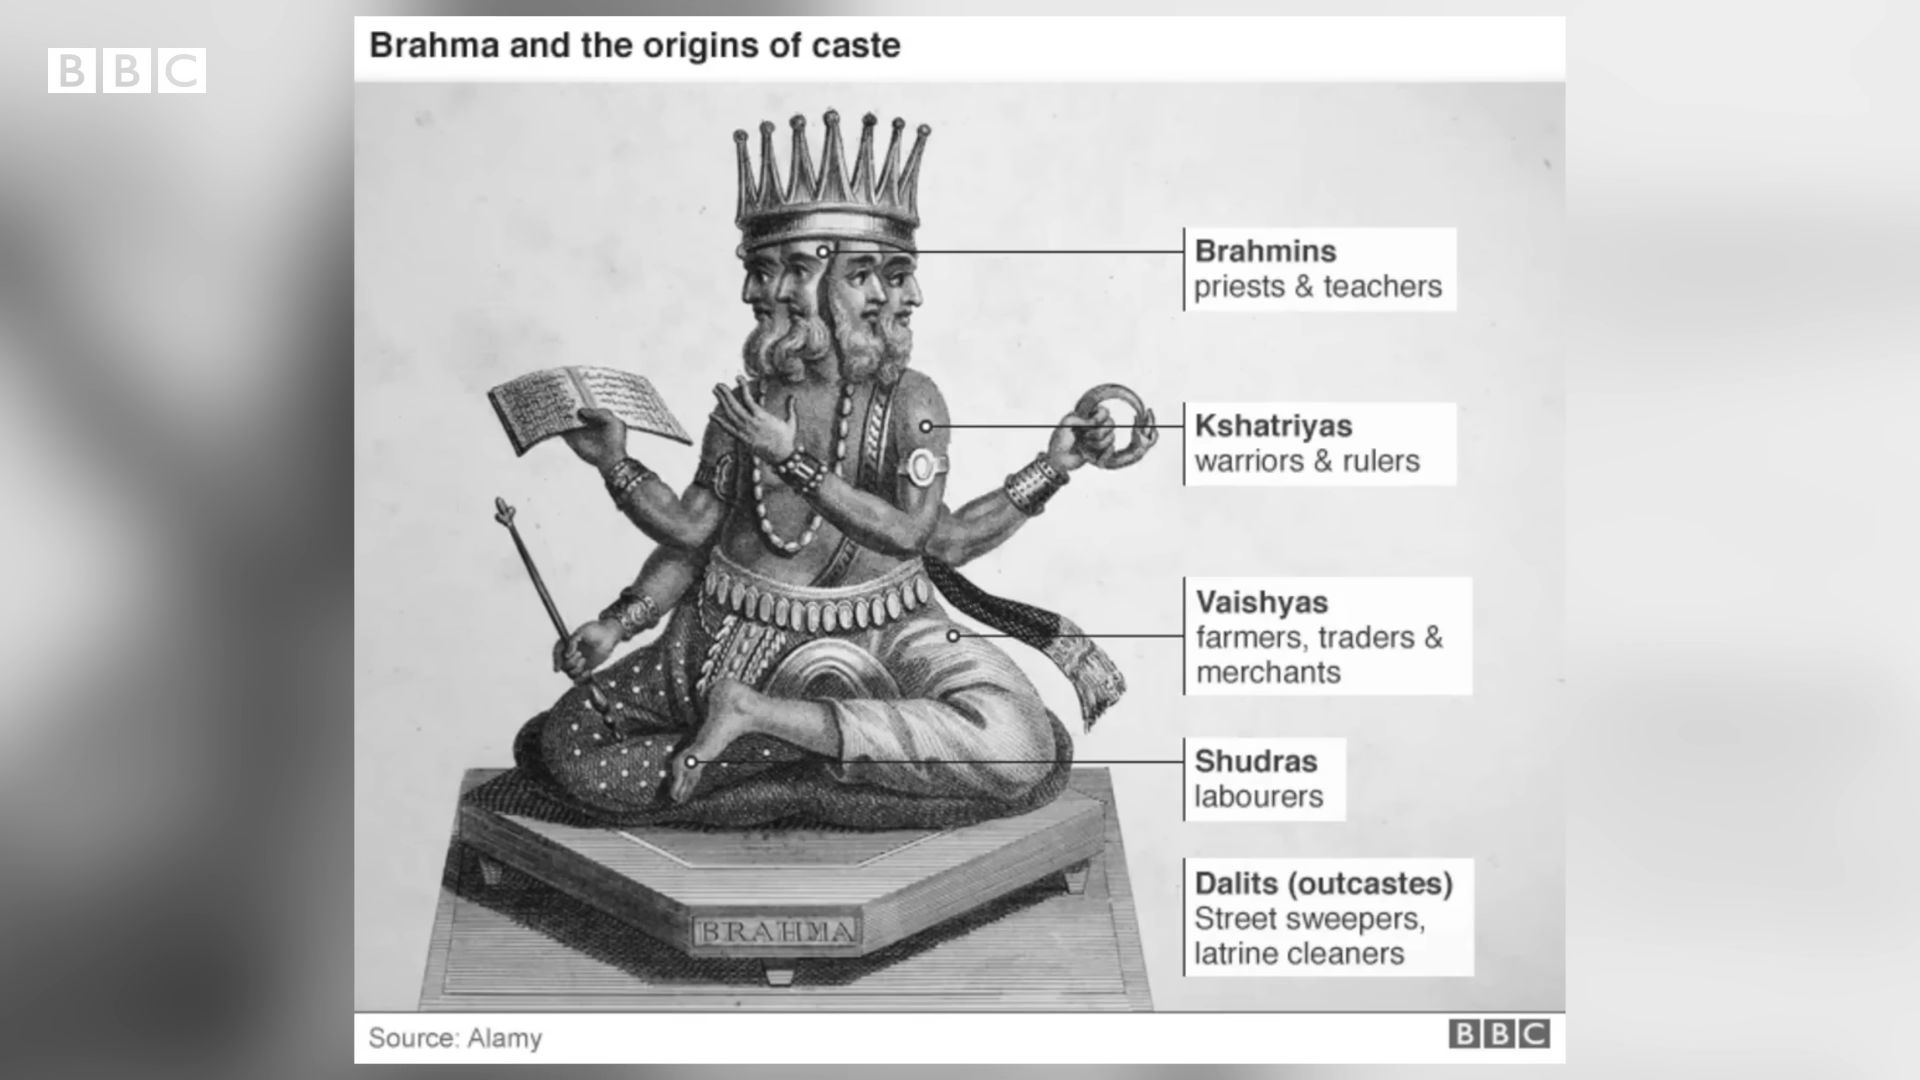 BBC
Brahma and the origins of caste
Brahmins
priests & teachers
Kshatriyas
warriors & rulers
Vaishyas
farmers, traders &
merchants
Shudras
labourers
Dalits (outcastes)
Street sweepers,
latrine cleaners
BRAHMA
Source: Alamy
BBC